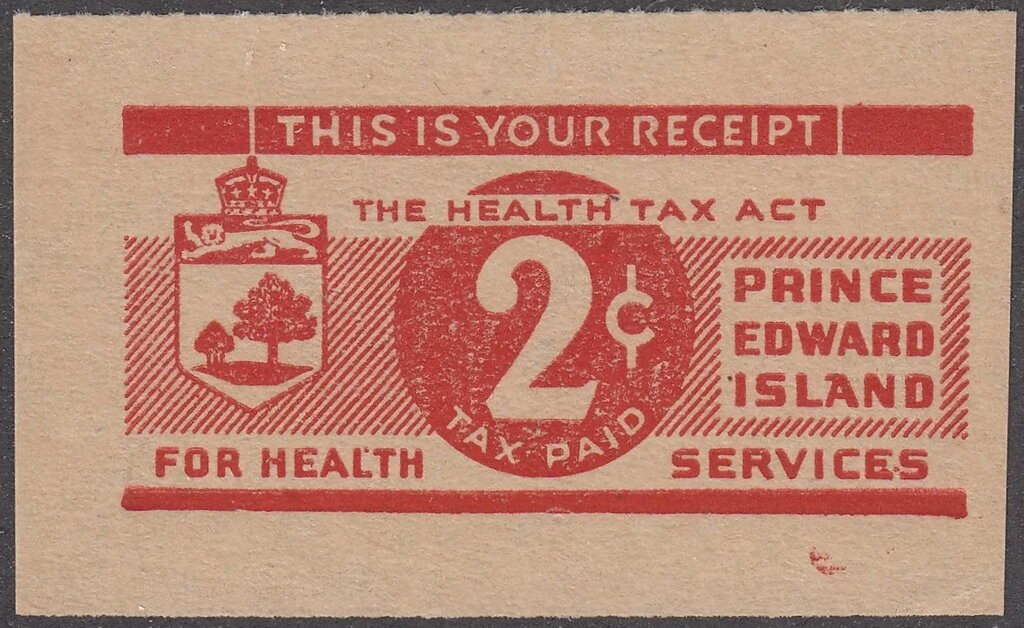 THIS IS YOUR RECEIPT
THE HEALTH TAX ACT
2¢
PRINCE
EDWARD
ISLAND
TAX PAID
FOR HEALTH SERVICES